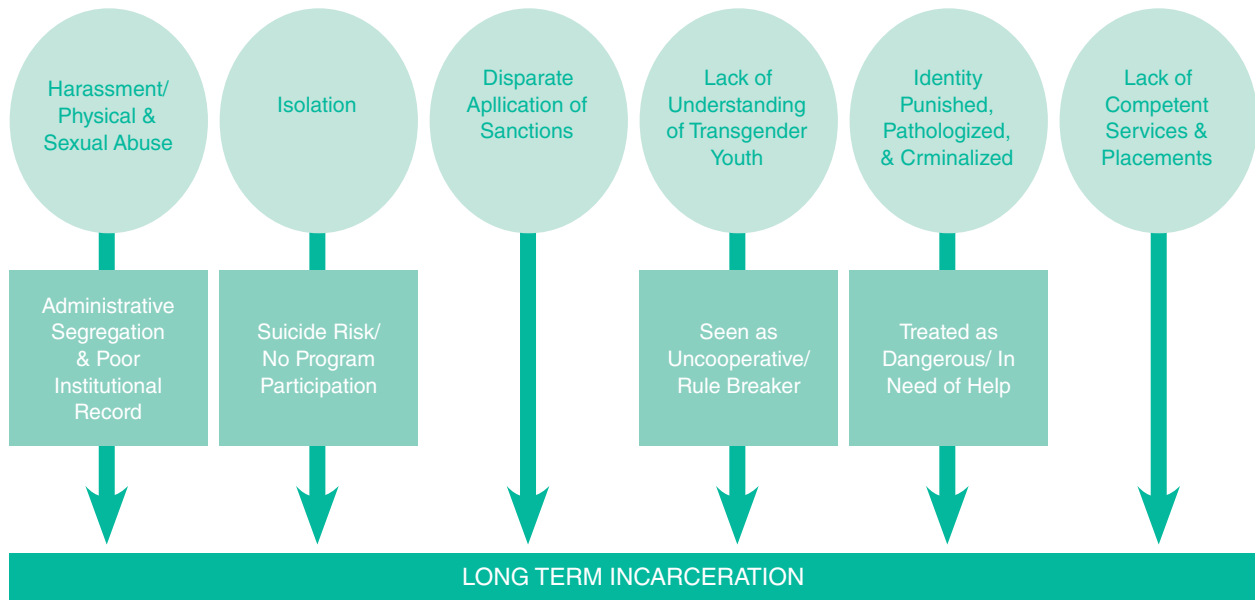 Harassment/
Physical &
Sexual Abuse
Isolation
Disparate
Apllication of
Sanctions
Lack of
Understanding
of Transgender
Youth
Identity
Punished,
Pathologized,
& Crminalized
Lack of
Competent
Services &
Placements
Administrative
Segregation
& Poor
Institutional
Record
Suicide Risk/
No Program
Participation
Seen as
Uncooperative/
Rule Breaker
Treated as
Dangerous/ In
Need of Help
LONG TERM INCARCERATION